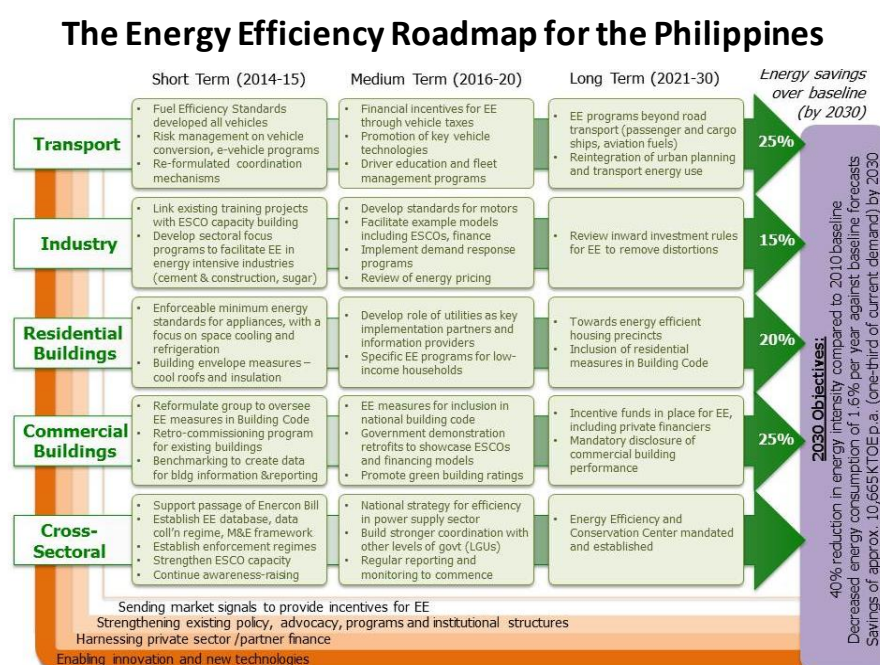 The Energy Efficiency Roadmap for the Philippines
Short Term (2014-15)
Medium Term (2016-20)
Long Term (2021-30)
Energy savings
over baseline
(by 2030)
Transport
• Fuel Efficiency Standards
developed all vehicles
• Risk management on vehicle
conversion, e-vehicle programs
• Re-formulated coordination
mechanisms
• Financial incentives for EE
through vehicle taxes
• Promotion of key vehicle
technologies
• Driver education and fleet
management programs
• EE programs beyond road
transport (passenger and cargo
ships, aviation fuels)
• Reintegration of urban planning
and transport energy use
25%
Industry
• Link existing training projects
with ESCO capacity building
• Develop sectoral focus
programs to facilitate EE in
energy intensive industries
(cement & construction, sugar)
• Develop standards for motors
• Facilitate example models
including ESCOs, finance
• Implement demand response
programs
• Review of energy pricing
• Review inward investment rules
for EE to remove distortions
15%
Residential
Buildings
• Enforceable minimum energy
standards for appliances, with a
focus on space cooling and
refrigeration
• Building envelope measures –
cool roofs and insulation
• Develop role of utilities as key
implementation partners and
information providers
• Specific EE programs for low-
income households
• Towards energy efficient
housing precincts
• Inclusion of residential
measures in Building Code
20%
Commercial
Buildings
• Reformulate group to oversee
EE measures in Building Code
• Retro-commissioning program
for existing buildings
• Benchmarking to create data
for bldg information &reporting
• EE measures for inclusion in
national building code
• Government demonstration
retrofits to showcase ESCOs
and financing models
• Promote green building ratings
• Incentive funds in place for EE,
including private financiers
• Mandatory disclosure of
commercial building
performance
25%
Cross-
Sectoral
• Support passage of Enercon Bill
• Establish EE database, data
coll'n regime, M&E framework
• Establish enforcement regimes
• Strengthen ESCO capacity
• Continue awareness-raising
• National strategy for efficiency
in power supply sector
• Build stronger coordination with
other levels of govt (LGUs)
• Regular reporting and
monitoring to commence
• Energy Efficiency and
Conservation Center mandated
and established
2030 Objectives:
40% reduction in energy intensity compared to 2010 baseline
Decreased energy consumption of 1.6% per year against baseline forecasts
Savings of approx. 10,665 KTOE p.a. (one-third of current demand) by 2030
Sending market signals to provide incentives for EE
Strengthening existing policy, advocacy, programs and institutional structures
Harnessing private sector /partner finance
Enabling innovation and new technologies